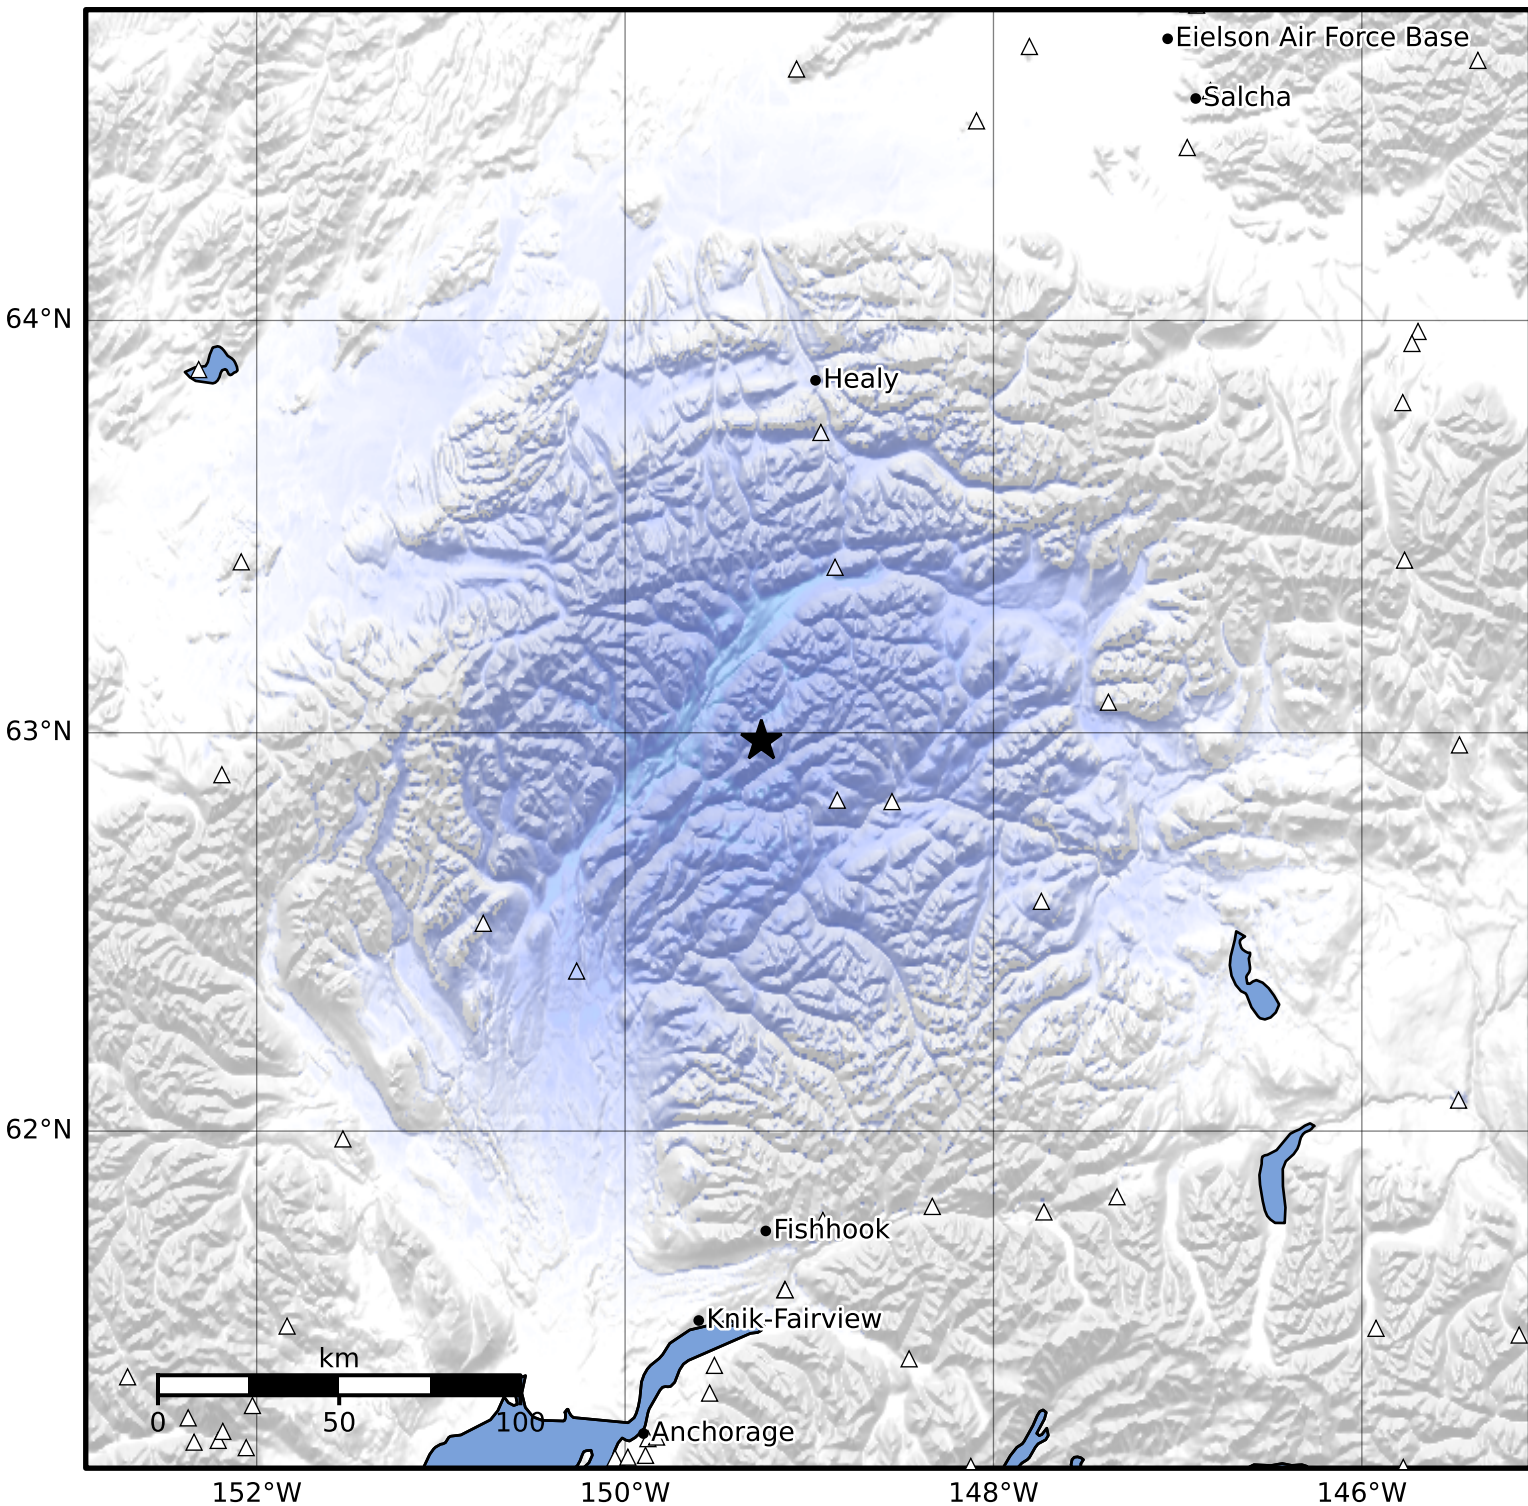 Eielson Air Force Base
Salcha
64°N
Healy
63°N
62°N
Fishhook
Knik-Fairview
km
0 50 100
Anchorage
152°W 150°W 148°W 146°W